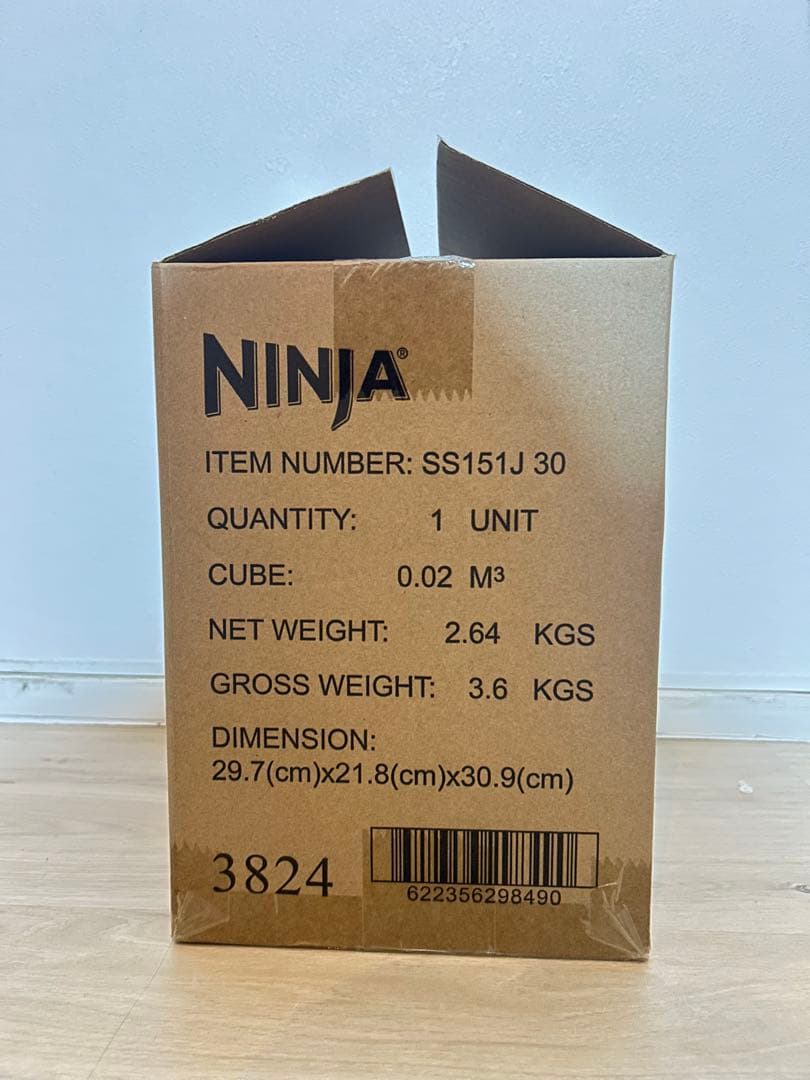 NINJA®
ITEM NUMBER: SS151J 30
QUANTITY: 1 UNIT
CUBE: 0.02 M³
NET WEIGHT: 2.64 KGS
GROSS WEIGHT: 3.6 KGS
DIMENSION:
29.7(cm)x21.8(cm)x30.9(cm)
3824
622356298490